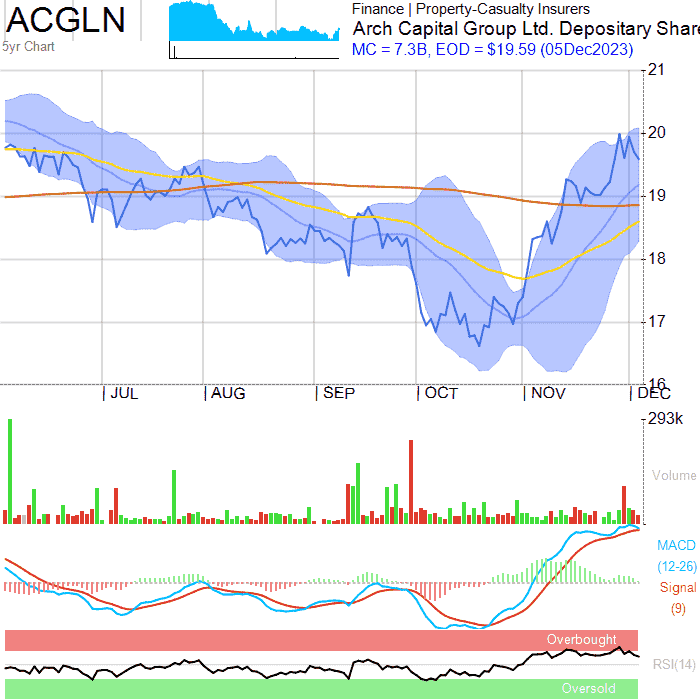 ACGLN
5yr Chart
Finance | Property-Casualty Insurers
Arch Capital Group Ltd. Depositary Share
MC = 7.3B, EOD = $19.59 (05Dec2023)
21
20
19
18
17
16
JUL AUG SEP OCT NOV DEC
293k
Volume
MACD
(12-26)
Signal
(9)
Overbought
RSI(14)
Oversold